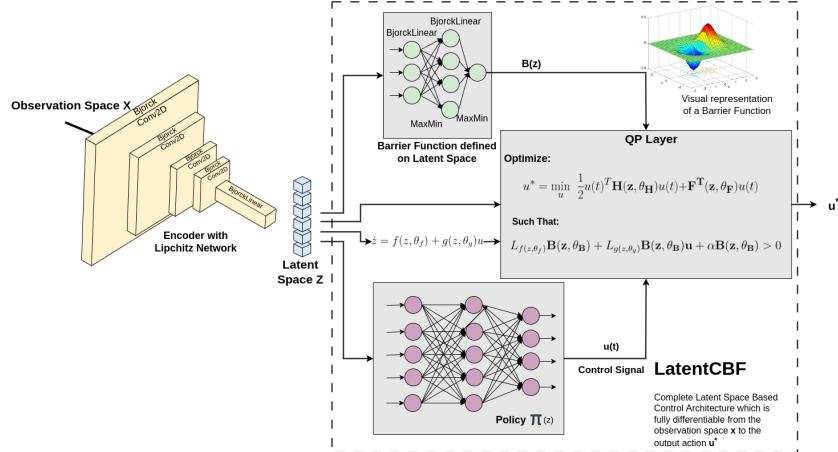 Observation Space X
Bjorck
Conv2D
Bjorck
Conv2D
Bjorck
Conv2D
Bjorck
Conv2D
BjorckLinear
Encoder with
Lipchitz Network
Latent
Space Z
BjorckLinear
BjorckLinear
MaxMin
MaxMin
Barrier Function defined
on Latent Space
B(z)
Visual representation
of a Barrier Function
QP Layer
Optimize:
u* = min_u 1/2 u(t)^T H(z, θ_H)u(t)+F^T(z, θ_F)u(t)
Such That:
L_{f(z,θ_f)}B(z, θ_B) + L_{g(z,θ_g)}B(z, θ_B)u + αB(z, θ_B) > 0
u*
ż = f(z, θ_f) + g(z, θ_g)u
Policy π(z)
u(t)
Control Signal
LatentCBF
Complete Latent Space Based
Control Architecture which is
fully differentiable from the
observation space x to the
output action u*